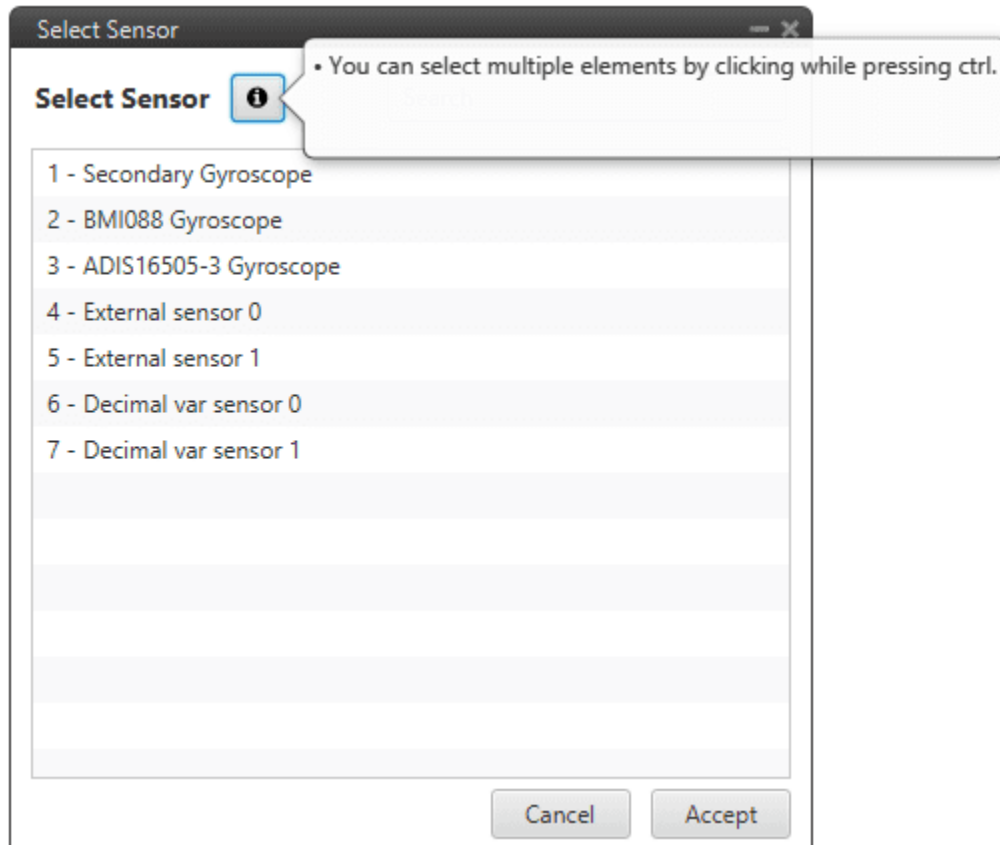 Select Sensor
• You can select multiple elements by clicking while pressing ctrl.
Select Sensor
Search
1 - Secondary Gyroscope
2 - BMI088 Gyroscope
3 - ADIS16505-3 Gyroscope
4 - External sensor 0
5 - External sensor 1
6 - Decimal var sensor 0
7 - Decimal var sensor 1
Cancel
Accept